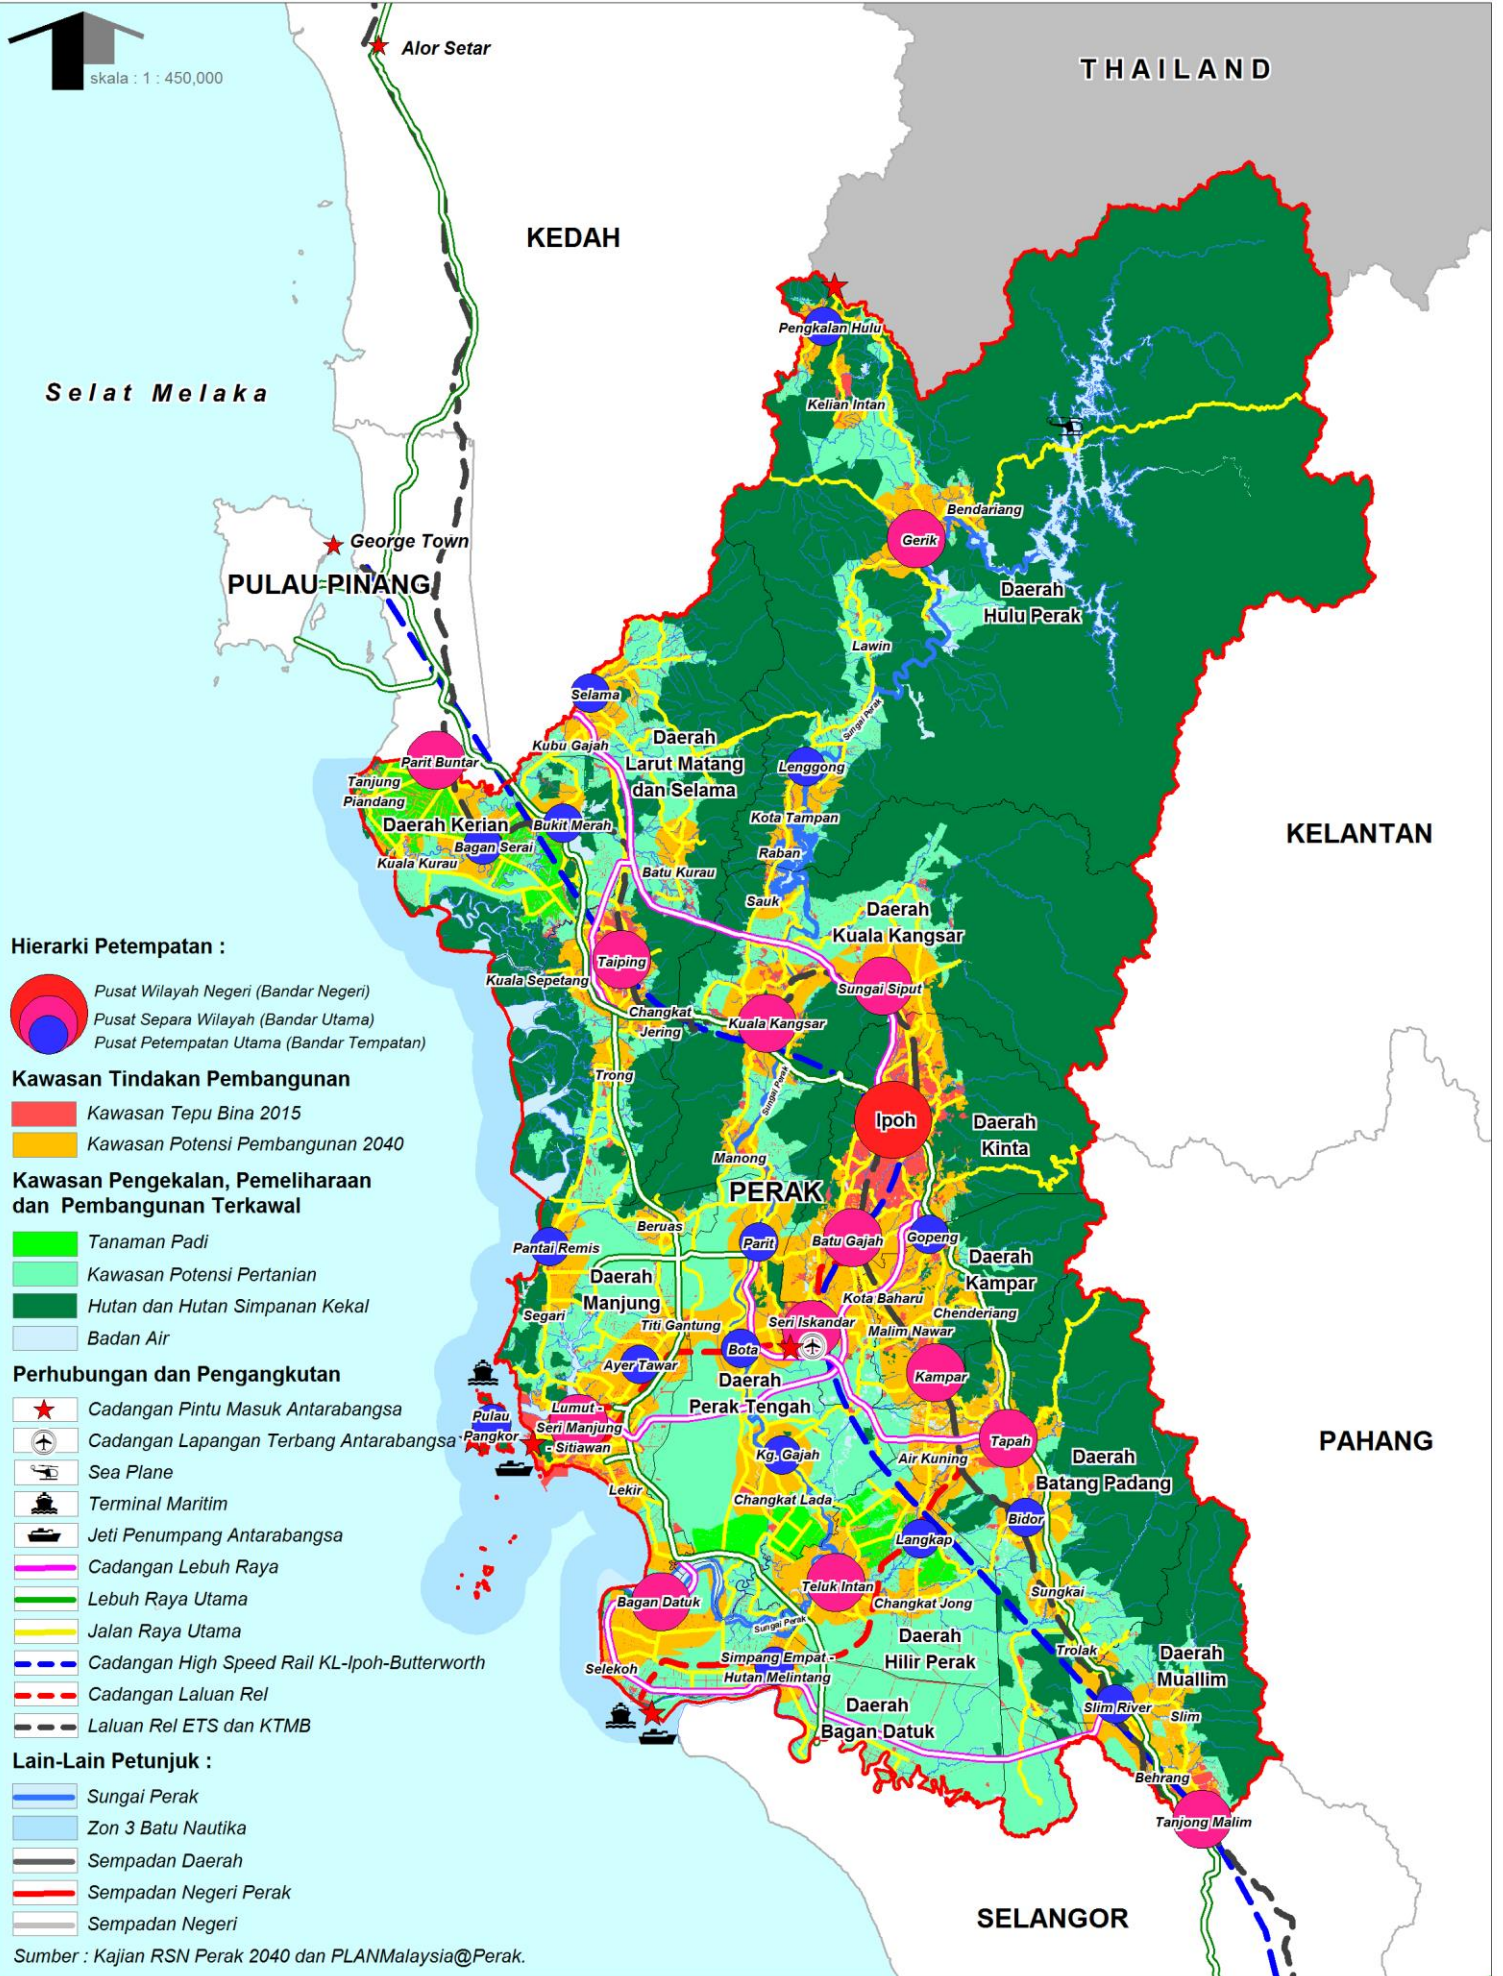 skala : 1 : 450,000
Alor Setar
THAILAND
KEDAH
Selat Melaka
Pengkalan Hulu
Kelian Intan
Bendariang
Gerik
George Town
PULAU PINANG
Daerah
Hulu Perak
Lawin
Sungai Perak
Selama
Kubu Gajah
Daerah
Larut Matang
dan Selama
Lenggong
Parit Buntar
Tanjung
Piandang
Daerah Kerian
Bukit Merah
Bagan Serai
Kuala Kurau
Kota Tampan
Raban
Batu Kurau
Sauk
KELANTAN
Daerah
Kuala Kangsar
Taiping
Kuala Sepetang
Sungai Siput
Changkat
Jering
Kuala Kangsar
Trong
Sungai Perak
Ipoh
Daerah
Kinta
Manong
PERAK
Beruas
Pantai Remis
Parit
Batu Gajah
Gopeng
Daerah
Kampar
Daerah
Manjung
Kota Baharu
Segari
Titi Gantung
Seri Iskandar
Malim Nawar
Chenderiang
Ayer Tawar
Bota
Kampar
Daerah
Perak Tengah
Pulau
Pangkor
Lumut -
Seri Manjung
- Sitiawan
Tapah
PAHANG
Kg. Gajah
Air Kuning
Daerah
Batang Padang
Lekir
Changkat Lada
Bidor
Langkap
Teluk Intan
Bagan Datuk
Changkat Jong
Sungkai
Sungai Perak
Daerah
Hilir Perak
Trolak
Daerah
Muallim
Selekoh
Simpang Empat -
Hutan Melintang
Daerah
Bagan Datuk
Slim River
Slim
Behrang
Tanjong Malim
SELANGOR
Hierarki Petempatan :
Pusat Wilayah Negeri (Bandar Negeri)
Pusat Separa Wilayah (Bandar Utama)
Pusat Petempatan Utama (Bandar Tempatan)
Kawasan Tindakan Pembangunan
Kawasan Tepu Bina 2015
Kawasan Potensi Pembangunan 2040
Kawasan Pengekalan, Pemeliharaan
dan Pembangunan Terkawal
Tanaman Padi
Kawasan Potensi Pertanian
Hutan dan Hutan Simpanan Kekal
Badan Air
Perhubungan dan Pengangkutan
Cadangan Pintu Masuk Antarabangsa
Cadangan Lapangan Terbang Antarabangsa
Sea Plane
Terminal Maritim
Jeti Penumpang Antarabangsa
Cadangan Lebuh Raya
Lebuh Raya Utama
Jalan Raya Utama
Cadangan High Speed Rail KL-Ipoh-Butterworth
Cadangan Laluan Rel
Laluan Rel ETS dan KTMB
Lain-Lain Petunjuk :
Sungai Perak
Zon 3 Batu Nautika
Sempadan Daerah
Sempadan Negeri Perak
Sempadan Negeri
Sumber : Kajian RSN Perak 2040 dan PLANMalaysia@Perak.